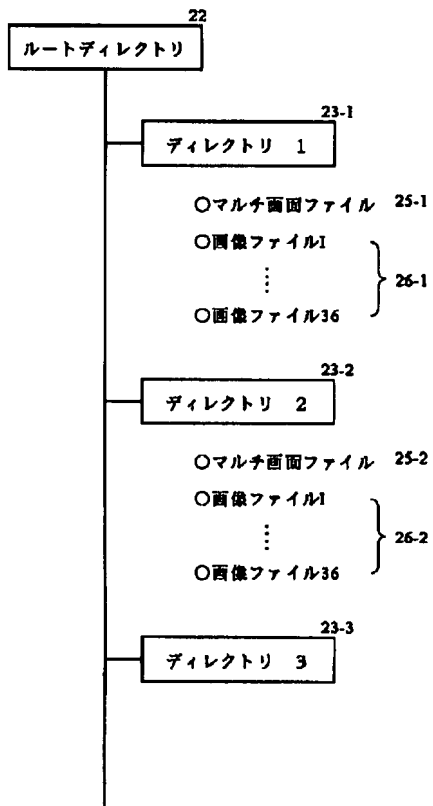 22
ルートディレクトリ
23-1
ディレクトリ 1
○マルチ画面ファイル 25-1
○画像ファイルI
26-1
○画像ファイル36
23-2
ディレクトリ 2
○マルチ画面ファイル 25-2
○画像ファイルI
26-2
○画像ファイル36
23-3
ディレクトリ 3